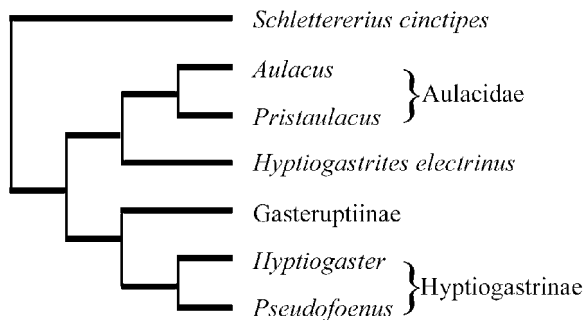 Schlettererius cinctipes
Aulacus
Pristaulacus
Aulacidae
Hyptiogastrites electrinus
Gasteruptiinae
Hyptiogaster
Pseudofoenus
Hyptiogastrinae